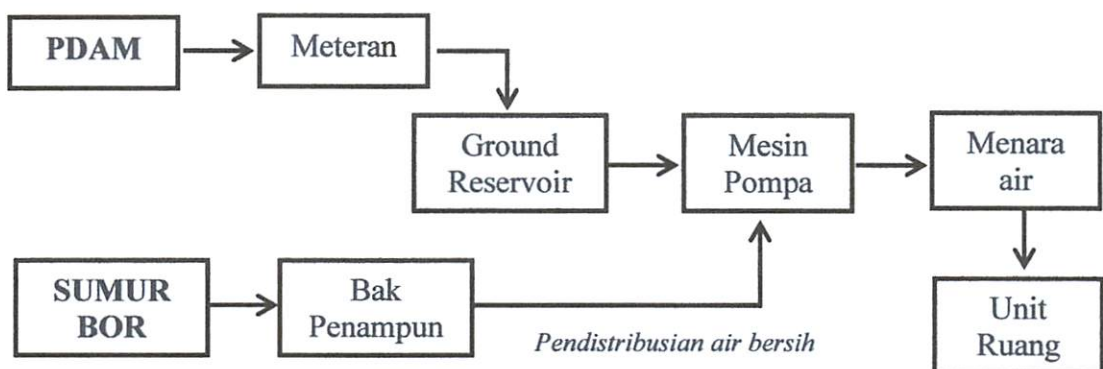 PDAM
Meteran
Ground
Reservoir
Mesin
Pompa
Menara
air
SUMUR
BOR
Bak
Penampun
Pendistribusian air bersih
Unit
Ruang